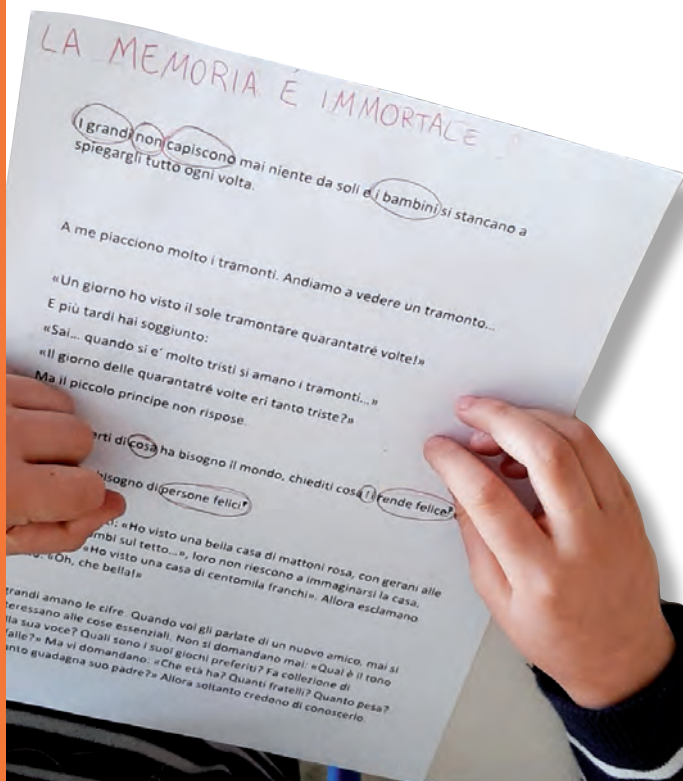 LA MEMORIA É IMMORTALE
I grandi non capiscono mai niente da soli e i bambini si stancano a
spiegargli tutto ogni volta.
A me piacciono molto i tramonti. Andiamo a vedere un tramonto...
«Un giorno ho visto il sole tramontare quarantatré volte!»
E più tardi hai soggiunto:
«Sai... quando si e´ molto tristi si amano i tramonti...»
«Il giorno delle quarantatré volte eri tanto triste?»
Ma il piccolo principe non rispose.
di cosa ha bisogno il mondo, chiediti cosa ti rende felice
bisogno di persone felici
«Ho visto una bella casa di mattoni rosa, con gerani alle
sul tetto...», loro non riescono a immaginarsi la casa.
«Ho visto una casa di centomila franchi». Allora esclamano
«Oh, che bella!»
grandi amano le cifre. Quando voi gli parlate di un nuovo amico, mai si
alle cose essenziali. Non si domandano mai: «Qual è il tono
sua voce? Quali sono i suoi giochi preferiti? Fa collezione di
Ma vi domandano: «Che età ha? Quanti fratelli? Quanto pesa?
guadagna suo padre?» Allora soltanto credono di conoscerlo.